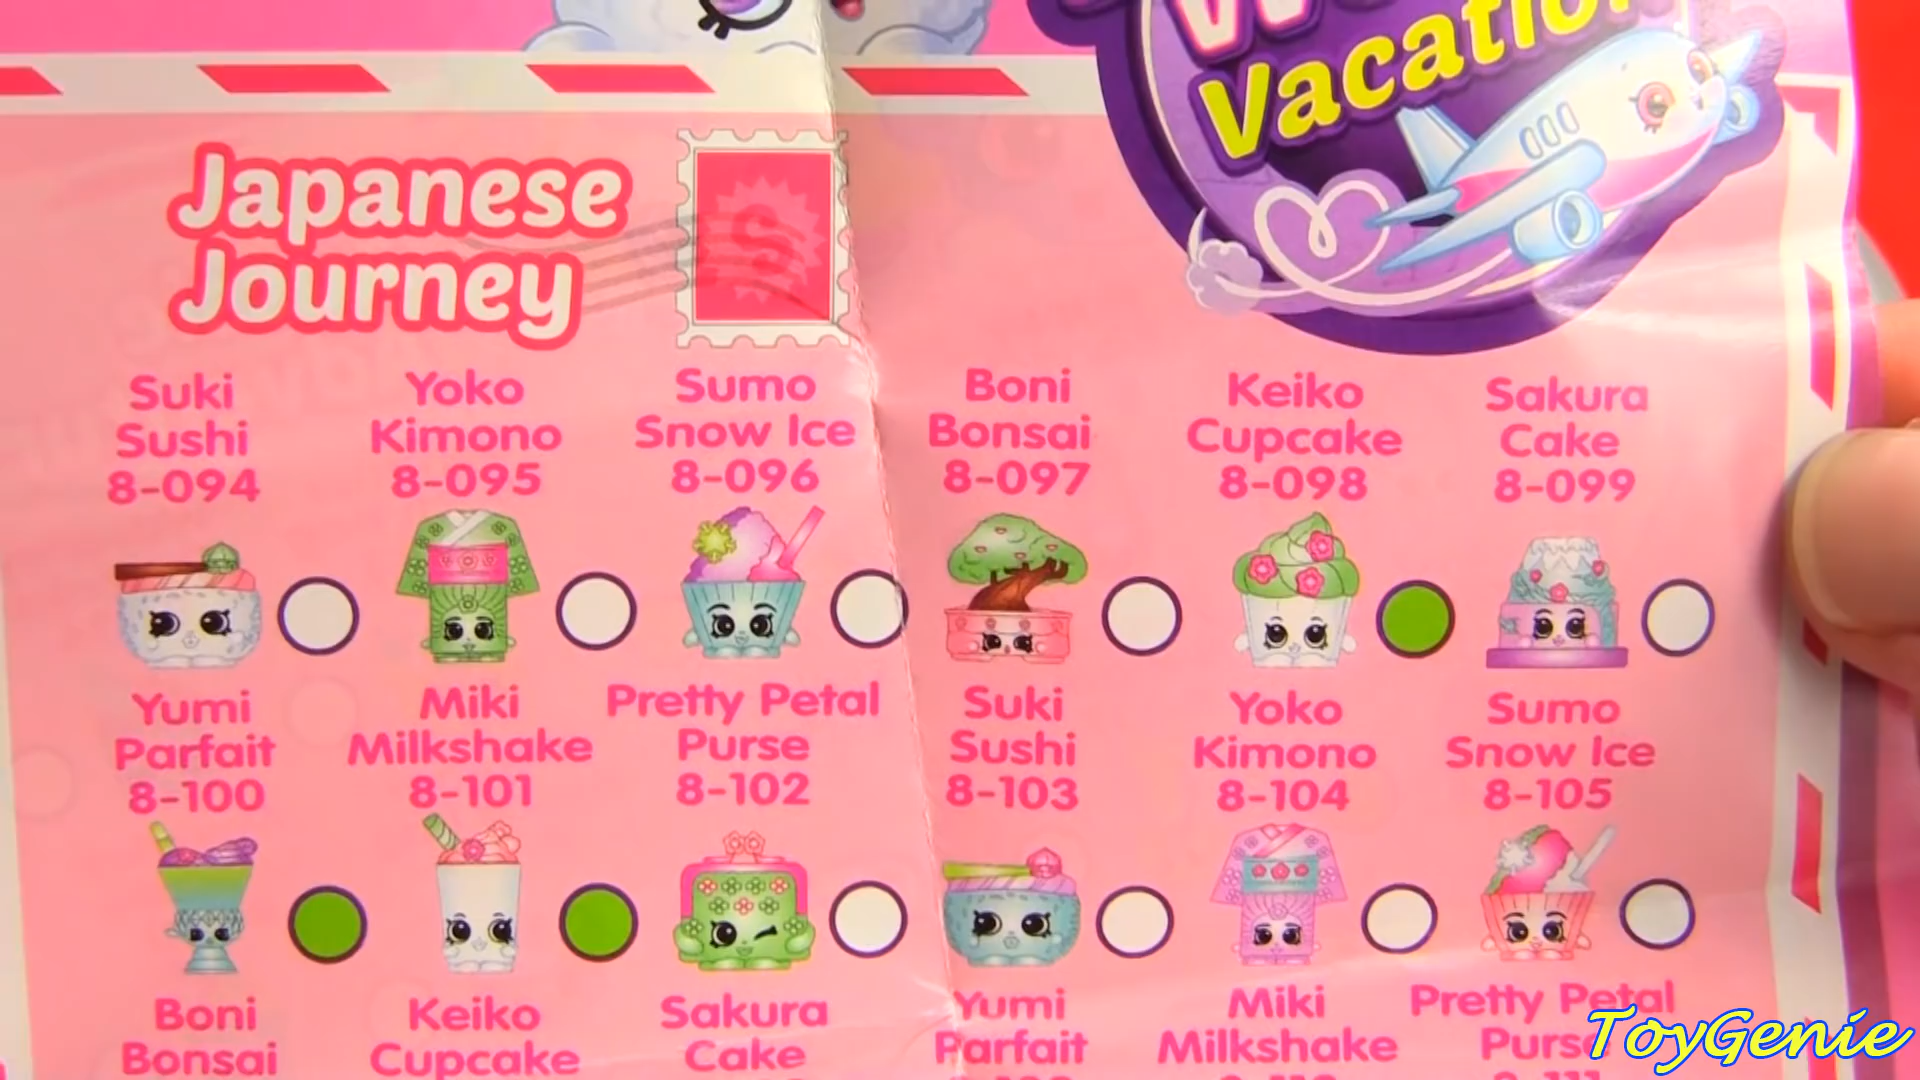 Vacation
Japanese
Journey
S
Suki
Sushi
8-094
Yoko
Kimono
8-095
Sumo
Snow Ice
8-096
Boni
Bonsai
8-097
Keiko
Cupcake
8-098
Sakura
Cake
8-099
Yumi
Parfait
8-100
Miki
Milkshake
8-101
Pretty Petal
Purse
8-102
Suki
Sushi
8-103
Yoko
Kimono
8-104
Sumo
Snow Ice
8-105
Boni
Bonsai
Keiko
Cupcake
Sakura
Cake
Yumi
Parfait
Miki
Milkshake
Pretty Petal
Purse
ToyGenie